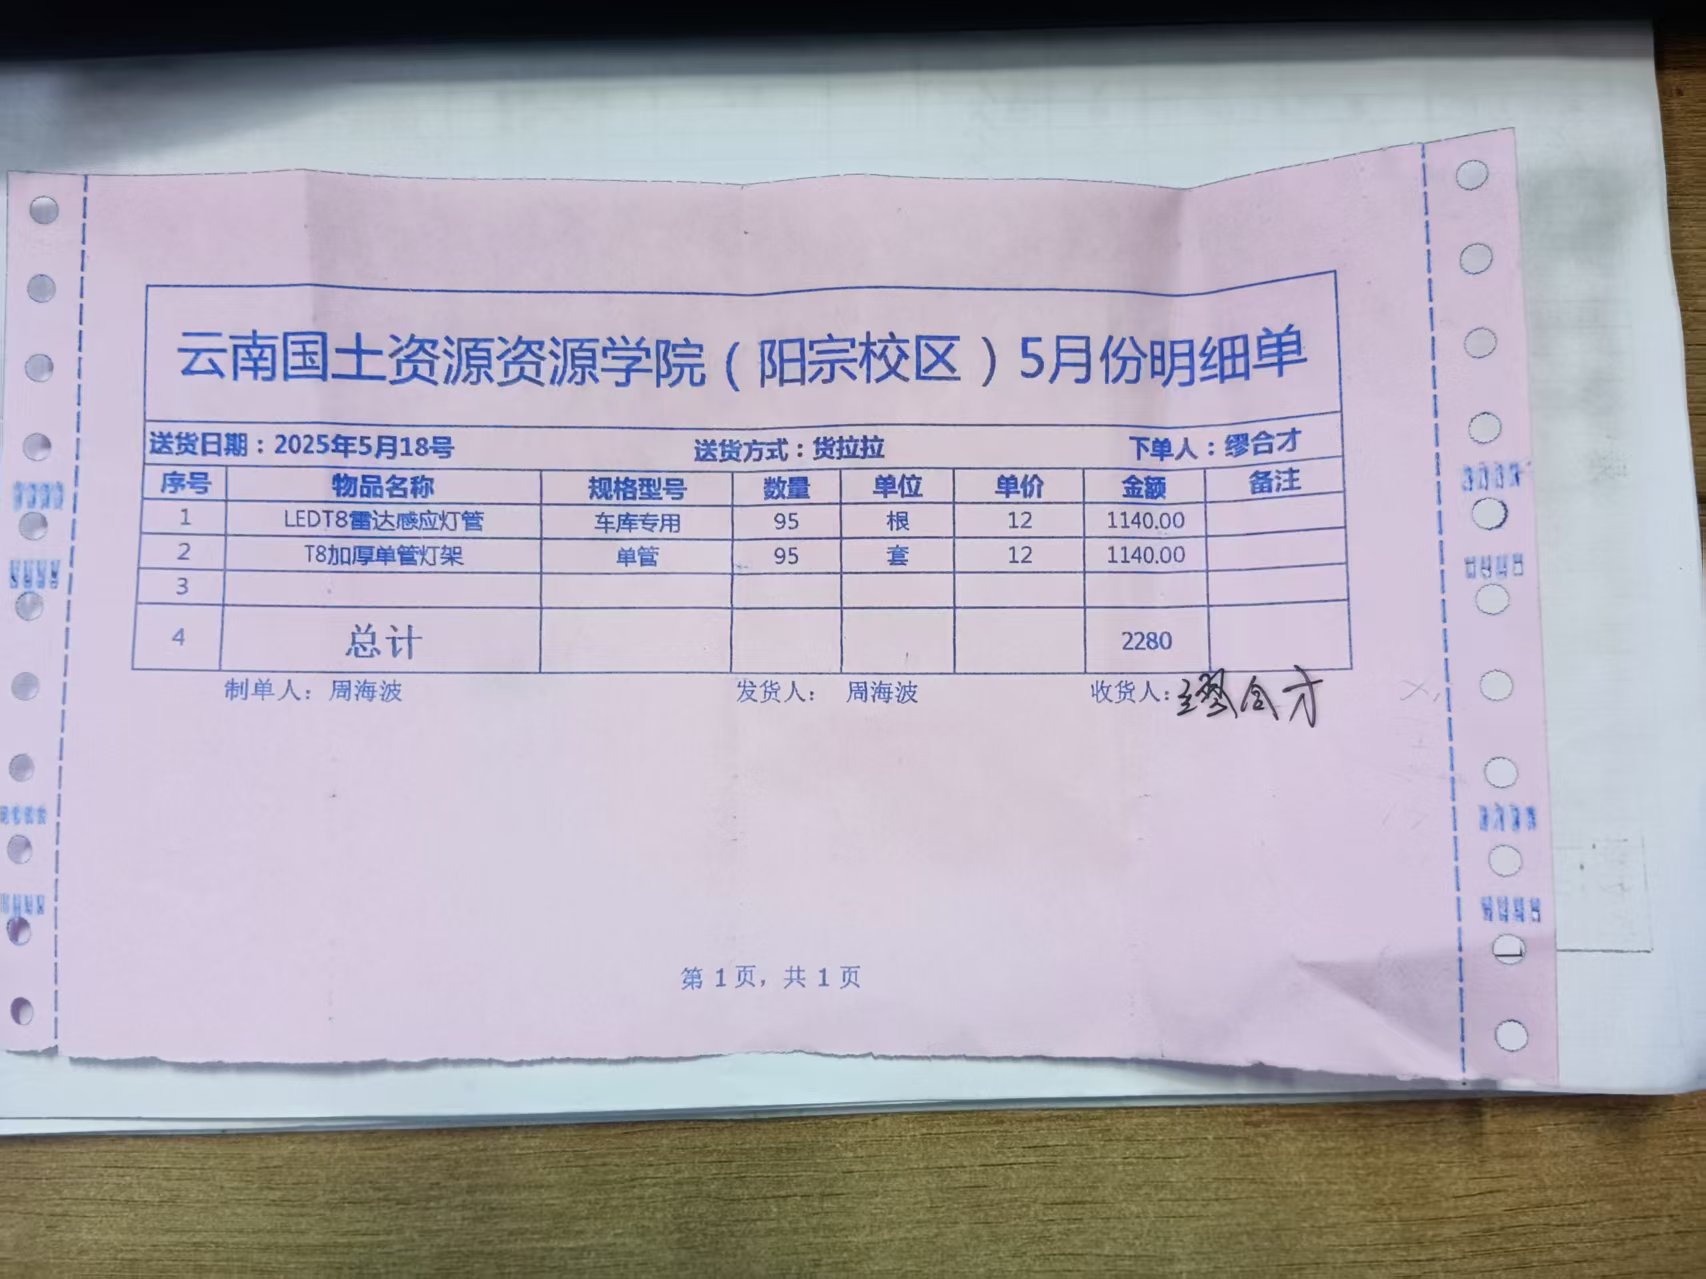 云南国土资源资源学院（阳宗校区）5月份明细单
送货日期：2025年5月18号 送货方式：货拉拉 下单人：缪合才
序号 物品名称 规格型号 数量 单位 单价 金额 备注
1 LEDT8雷达感应灯管 车库专用 95 根 12 1140.00
2 T8加厚单管灯架 单管 95 套 12 1140.00
3
4 总计 2280
制单人：周海波 发货人： 周海波 收货人：缪合才
第 1 页，共 1 页